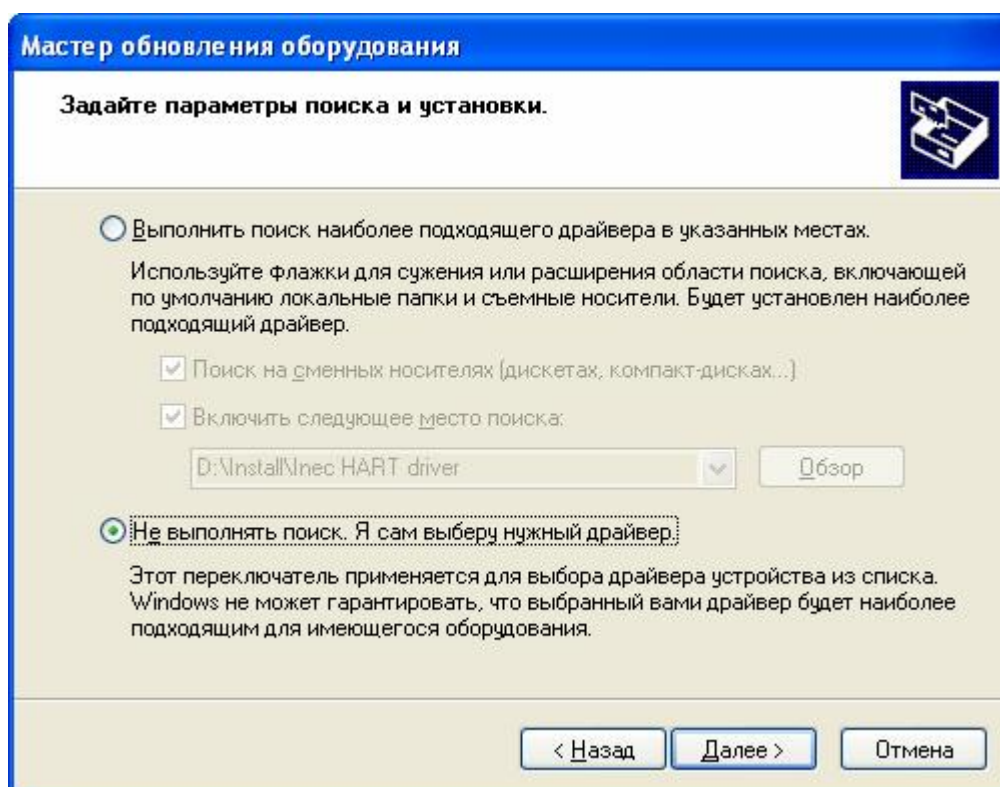 Мастер обновления оборудования
Задайте параметры поиска и установки.
Выполнить поиск наиболее подходящего драйвера в указанных местах.
Используйте флажки для сужения или расширения области поиска, включающей
по умолчанию локальные папки и съемные носители. Будет установлен наиболее
подходящий драйвер.
Поиск на сменных носителях (дискетах, компакт-дисках...)
Включить следующее место поиска:
D:\Install\Inec HART driver
Обзор
Не выполнять поиск. Я сам выберу нужный драйвер.
Этот переключатель применяется для выбора драйвера устройства из списка.
Windows не может гарантировать, что выбранный вами драйвер будет наиболее
подходящим для имеющегося оборудования.
< Назад
Далее >
Отмена